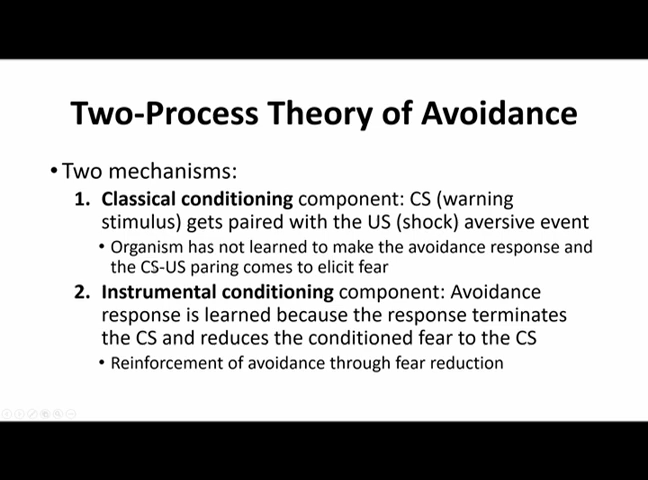 Two-Process Theory of Avoidance
• Two mechanisms:
1. Classical conditioning component: CS (warning
stimulus) gets paired with the US (shock) aversive event
• Organism has not learned to make the avoidance response and
the CS-US paring comes to elicit fear
2. Instrumental conditioning component: Avoidance
response is learned because the response terminates
the CS and reduces the conditioned fear to the CS
• Reinforcement of avoidance through fear reduction